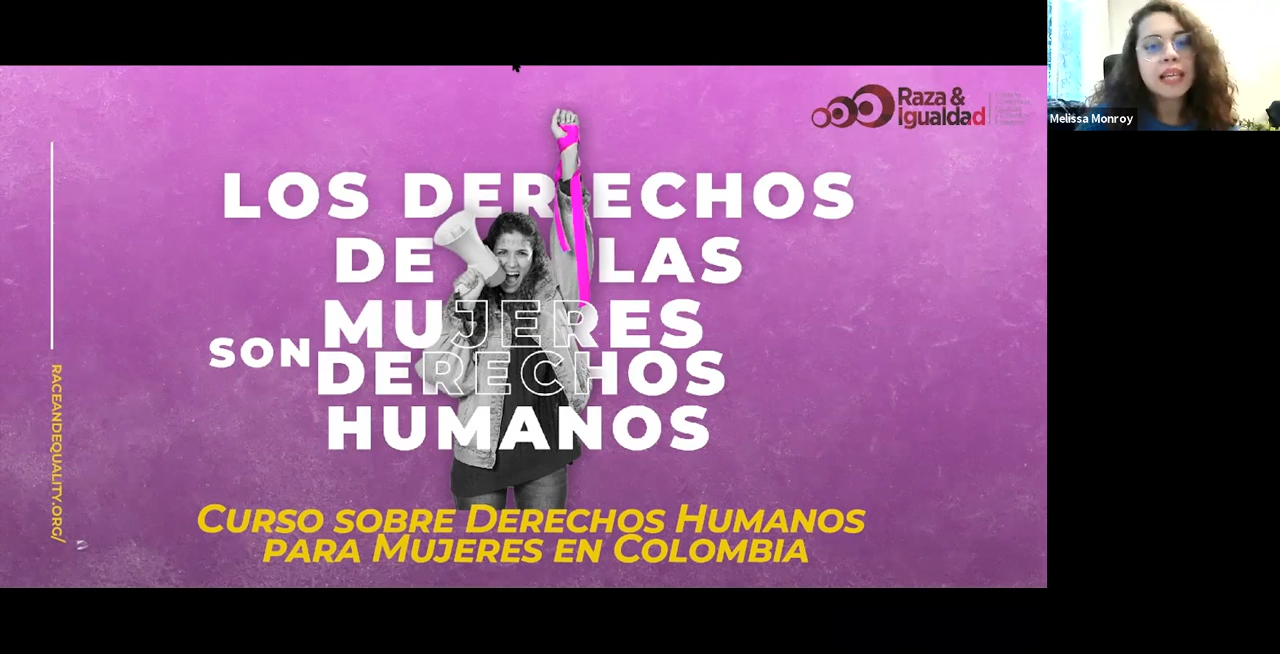 Raza &
igualdad
LOS DERECHOS
DE LAS
MUJERES
SON
DERECHOS
HUMANOS
CURSO SOBRE DERECHOS HUMANOS
PARA MUJERES EN COLOMBIA
RACEANDEQUALITY.ORG/
Melissa Monroy